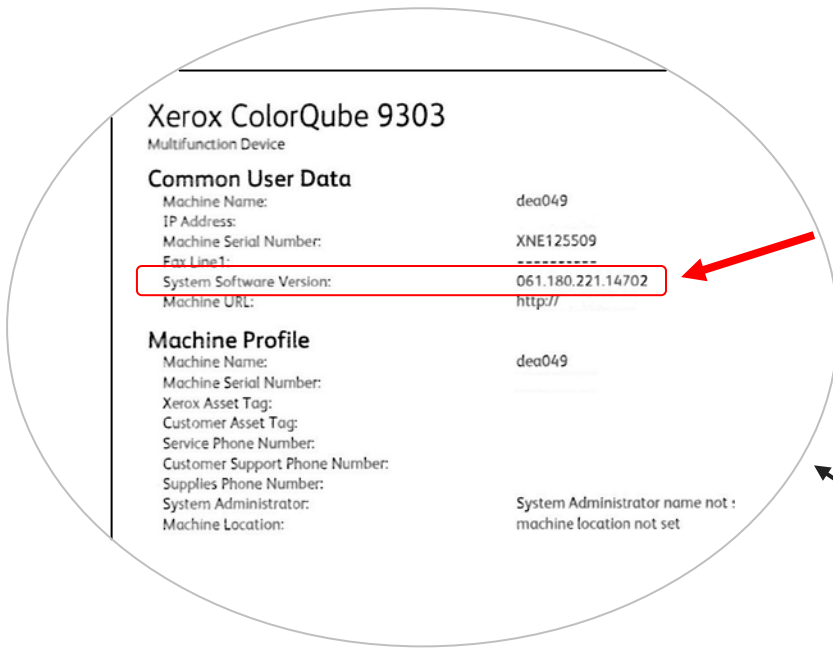 Xerox ColorQube 9303
Multifunction Device
Common User Data
Machine Name: dea049
IP Address:
Machine Serial Number: XNE125509
Fax Line1: ----------
System Software Version: 061.180.221.14702
Machine URL: http://
Machine Profile
Machine Name: dea049
Machine Serial Number:
Xerox Asset Tag:
Customer Asset Tag:
Service Phone Number:
Customer Support Phone Number:
Supplies Phone Number:
System Administrator: System Administrator name not
Machine Location: machine location not set